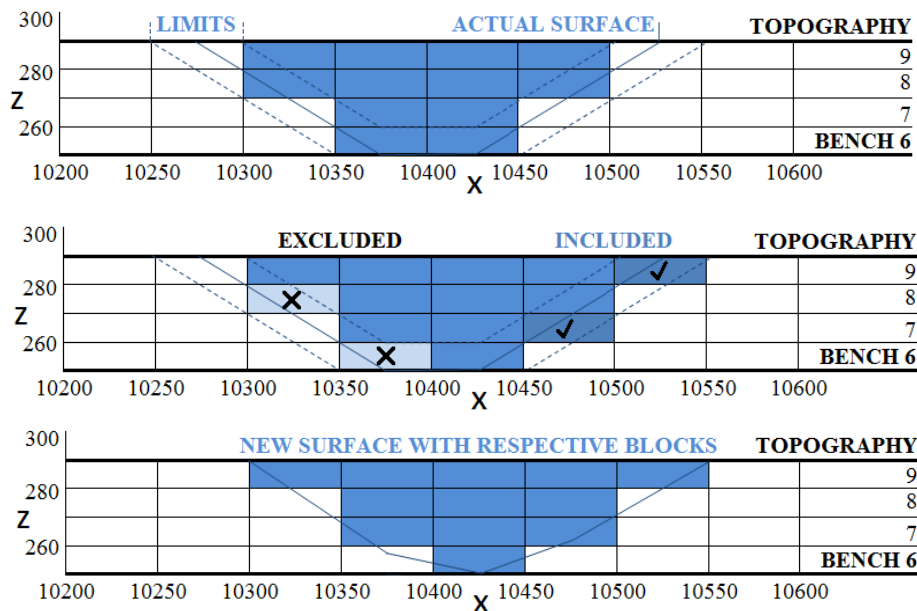 300 LIMITS ACTUAL SURFACE TOPOGRAPHY
9
280 8
Z
7
260
BENCH 6
10200 10250 10300 10350 10400 10450 10500 10550 10600
X
300 EXCLUDED INCLUDED TOPOGRAPHY
9
280
8
Z
7
260
BENCH 6
10200 10250 10300 10350 10400 10450 10500 10550 10600
X
300 NEW SURFACE WITH RESPECTIVE BLOCKS TOPOGRAPHY
9
280
8
Z
7
260
BENCH 6
10200 10250 10300 10350 10400 10450 10500 10550 10600
X